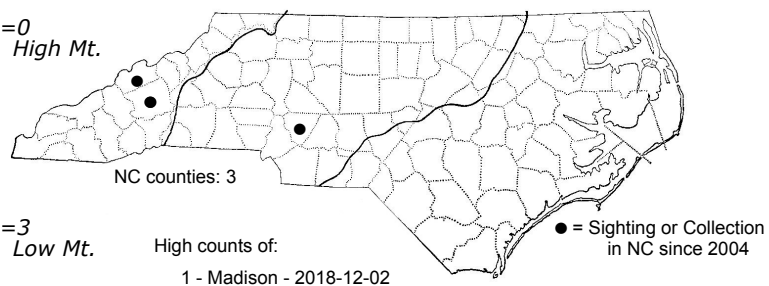 =0
High Mt.
NC counties: 3
=3
Low Mt.
High counts of:
1 - Madison - 2018-12-02
● = Sighting or Collection
in NC since 2004